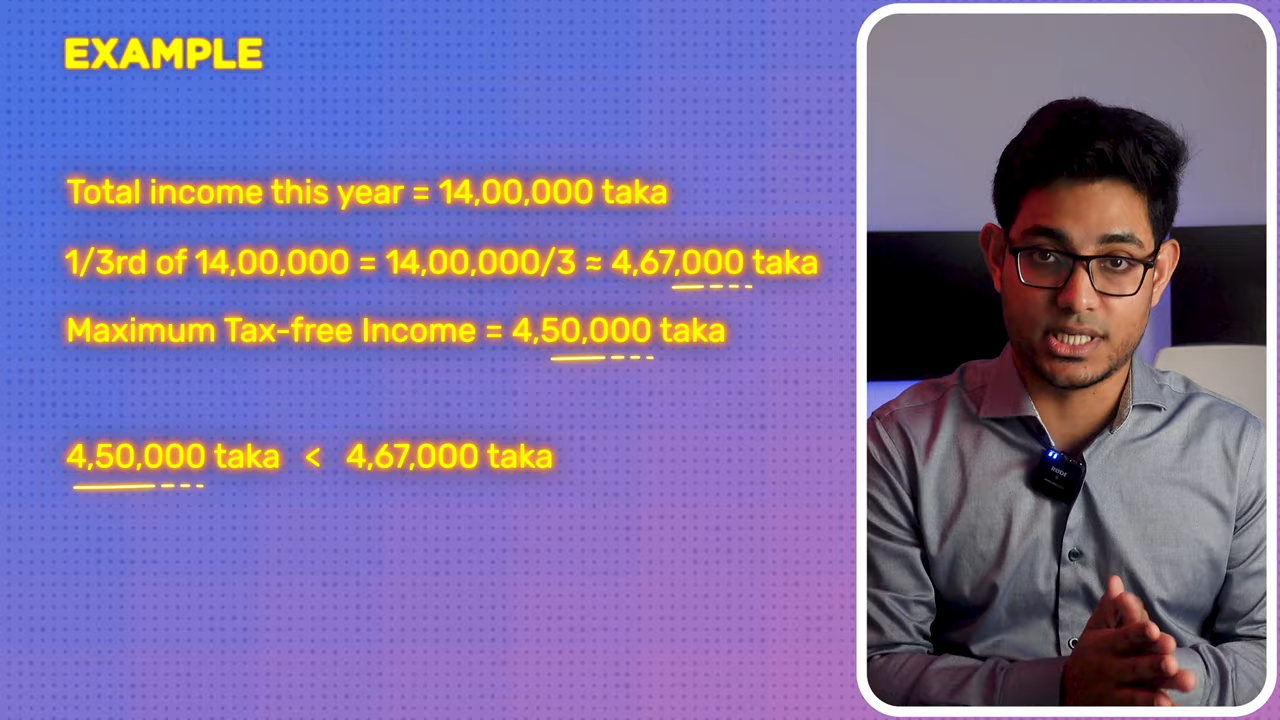 EXAMPLE
Total income this year = 14,00,000 taka
1/3rd of 14,00,000 = 14,00,000/3 ≈ 4,67,000 taka
Maximum Tax-free Income = 4,50,000 taka
4,50,000 taka < 4,67,000 taka
RODE